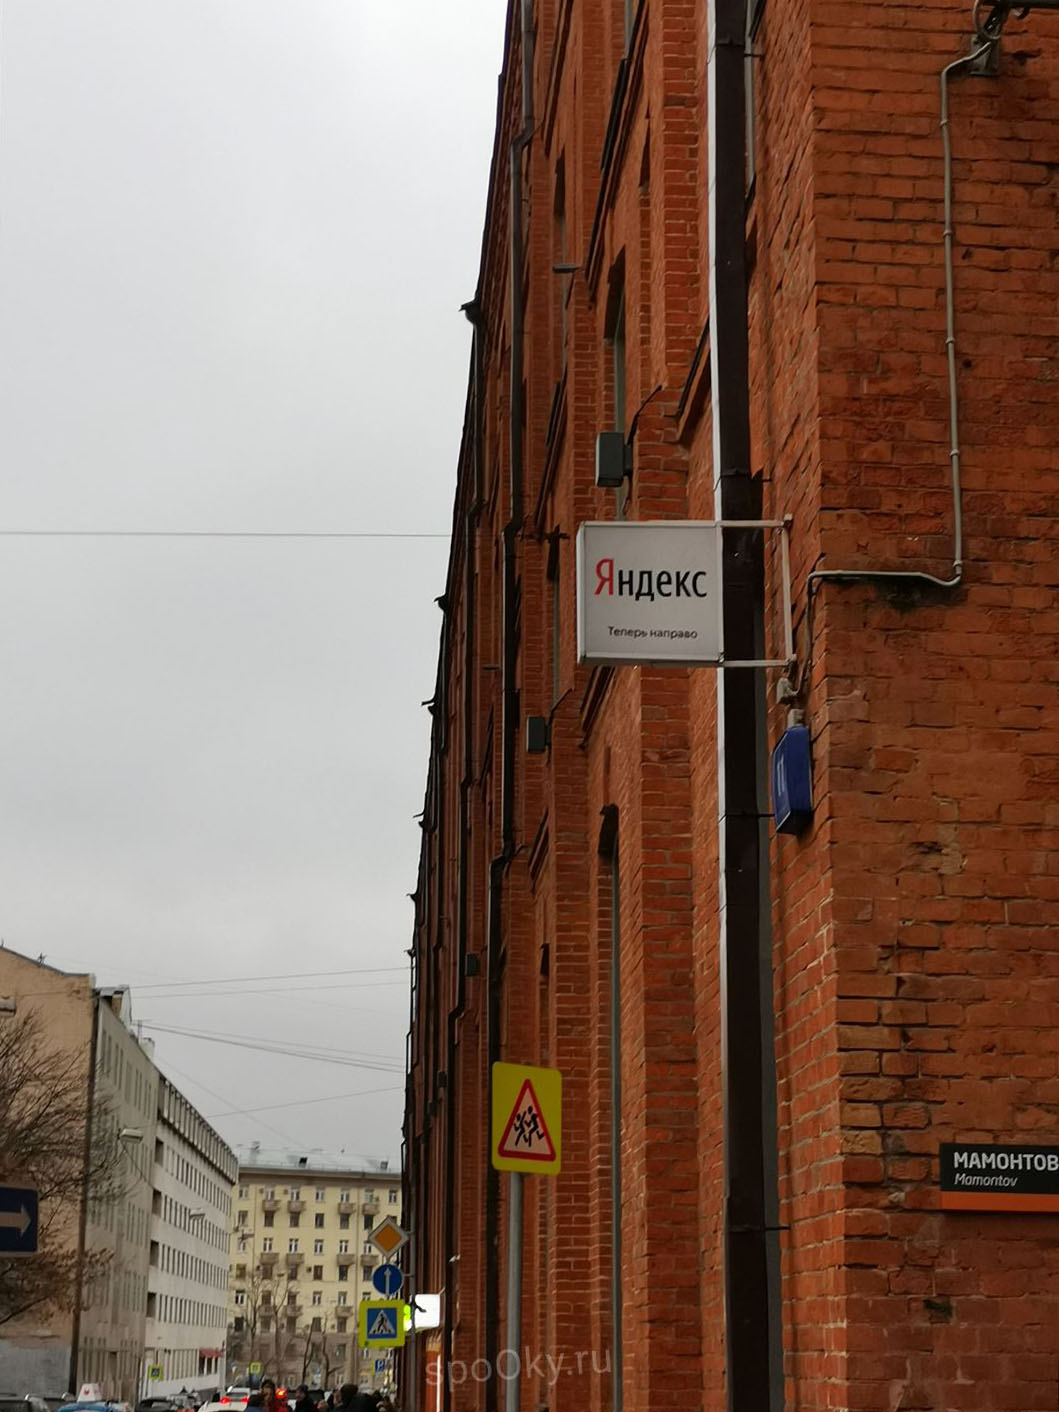 Яндекс
Теперь направо
МАМОНТОВ
Mamontov
spoOky.ru